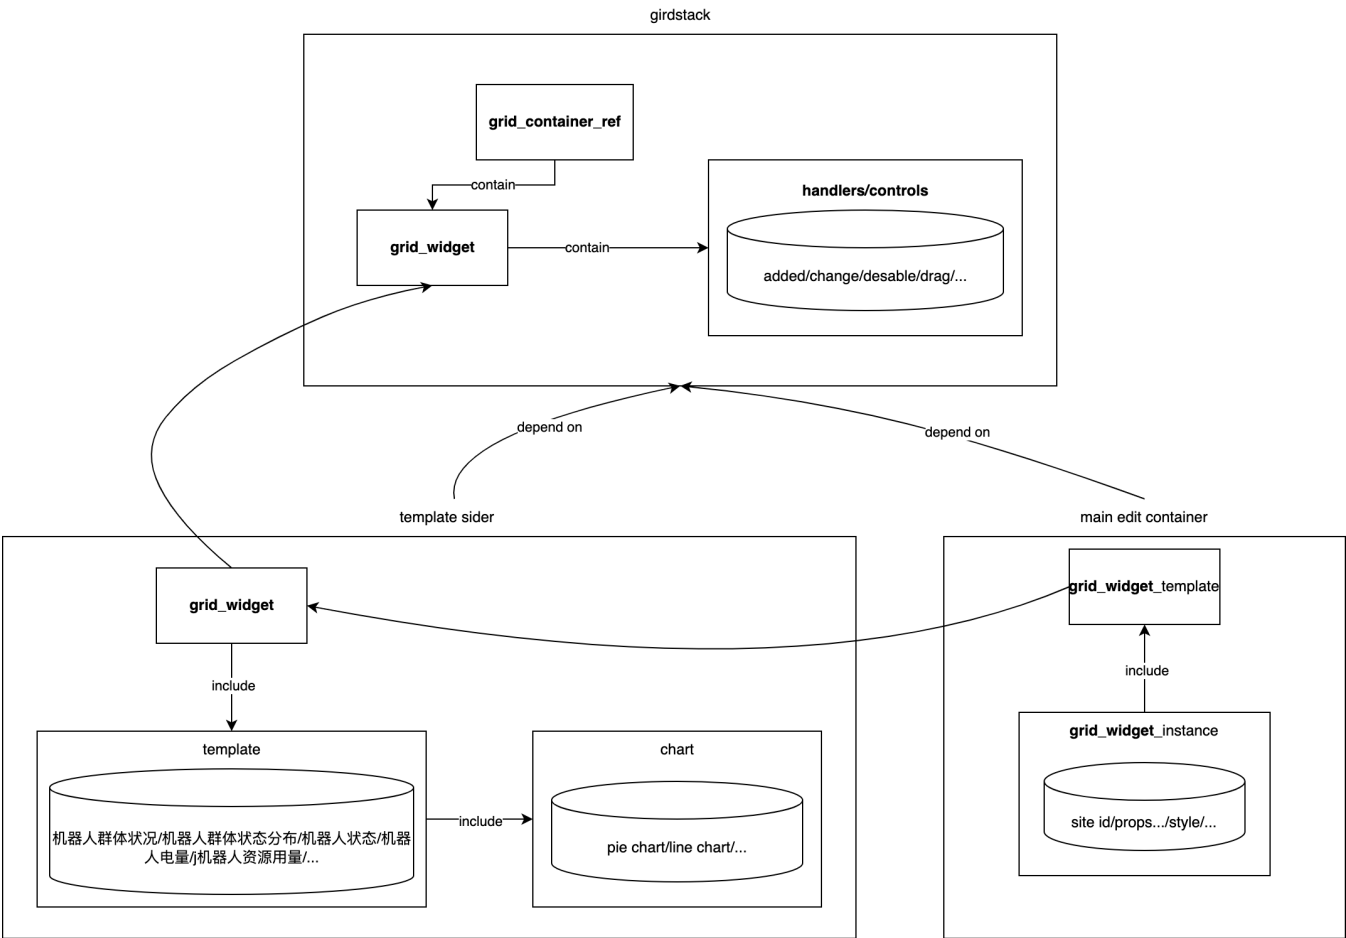 girdstack
grid_container_ref
contain
handlers/controls
grid_widget
contain
added/change/desable/drag/...
depend on
depend on
template sider
main edit container
grid_widget_template
grid_widget
include
include
grid_widget_instance
template
chart
site id/props.../style/...
机器人群体状况/机器人群体状态分布/机器人状态/机器
人电量/j机器人资源用量/...
include
pie chart/line chart/...